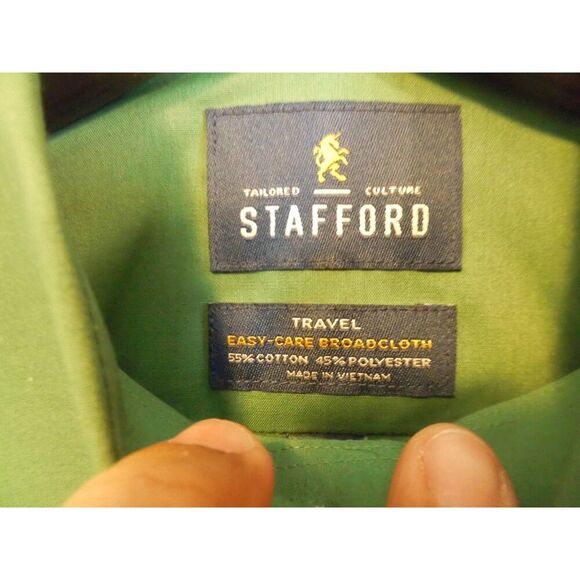 TAILORED CULTURE
STAFFORD
TRAVEL
EASY-CARE BROADCLOTH
55% COTTON 45% POLYESTER
MADE IN VIETNAM